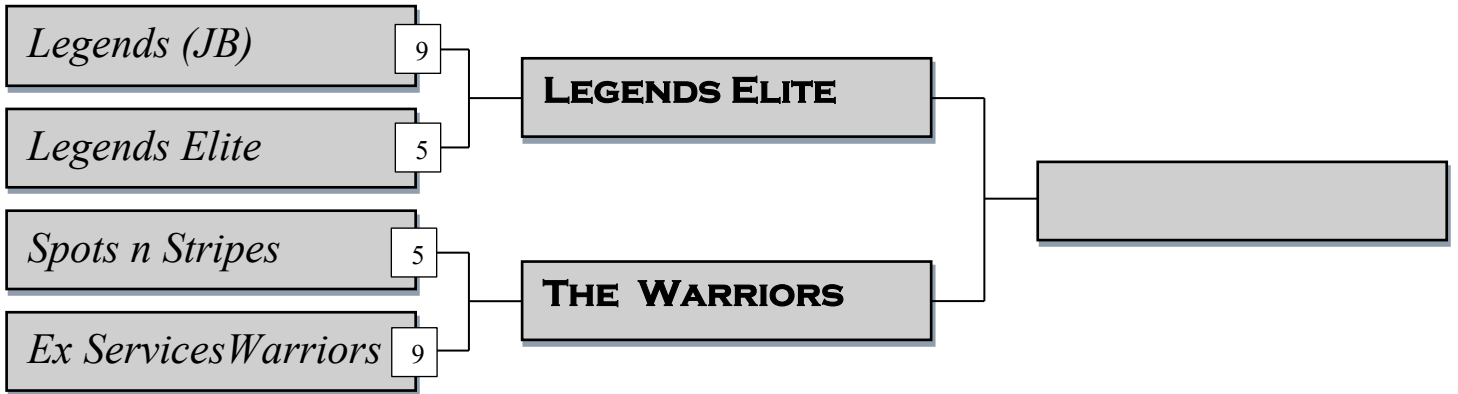 Legends (JB)
9
Legends Elite
5
Spots n Stripes
5
Ex ServicesWarriors
9
LEGENDS ELITE
THE WARRIORS